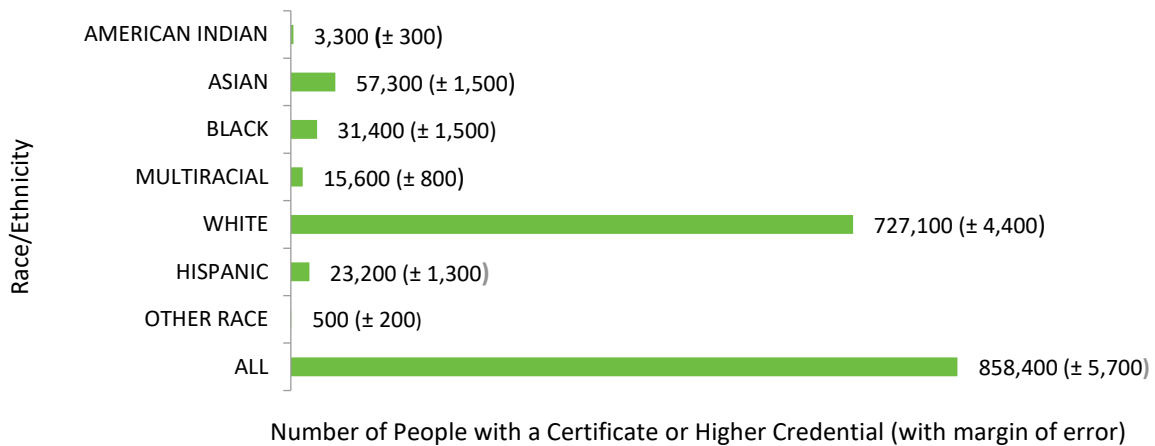 AMERICAN INDIAN 3,300 (± 300)
ASIAN 57,300 (± 1,500)
BLACK 31,400 (± 1,500)
MULTIRACIAL 15,600 (± 800)
WHITE 727,100 (± 4,400)
HISPANIC 23,200 (± 1,300)
OTHER RACE 500 (± 200)
ALL 858,400 (± 5,700)
Race/Ethnicity
Number of People with a Certificate or Higher Credential (with margin of error)